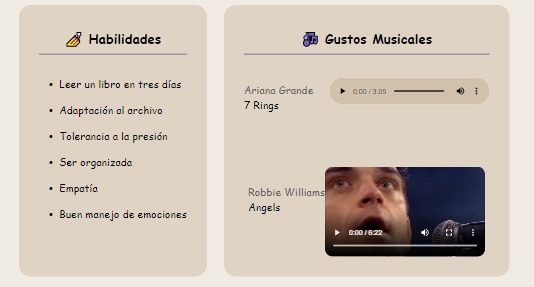 Habilidades
Leer un libro en tres días
Adaptación al archivo
Tolerancia a la presión
Ser organizada
Empatía
Buen manejo de emociones
Gustos Musicales
Ariana Grande
7 Rings
0:00 / 3:05
Robbie Williams
Angels
0:00 / 6:22